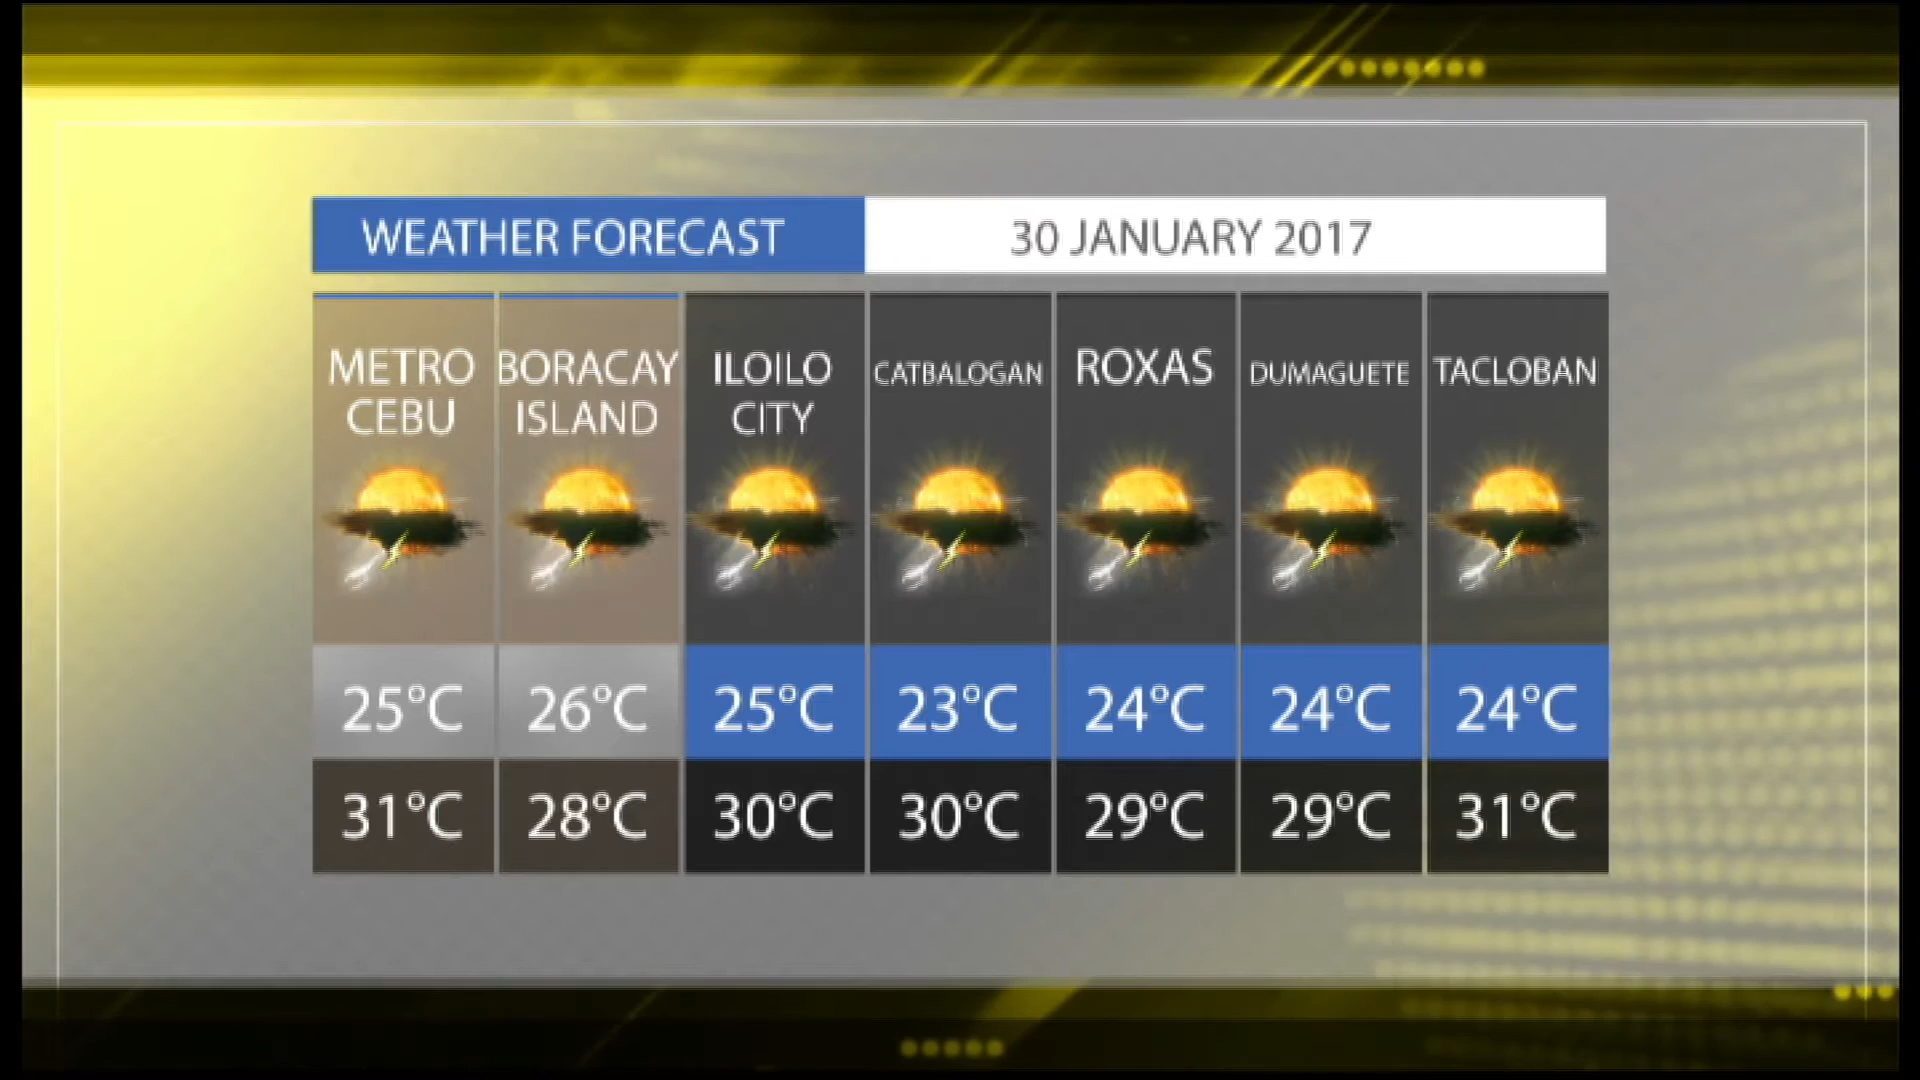 WEATHER FORECAST
30 JANUARY 2017
METRO
CEBU
BORACAY
ISLAND
ILOILO
CITY
CATBALOGAN
ROXAS
DUMAGUETE
TACLOBAN
25°C
26°C
25°C
23°C
24°C
24°C
24°C
31°C
28°C
30°C
30°C
29°C
29°C
31°C